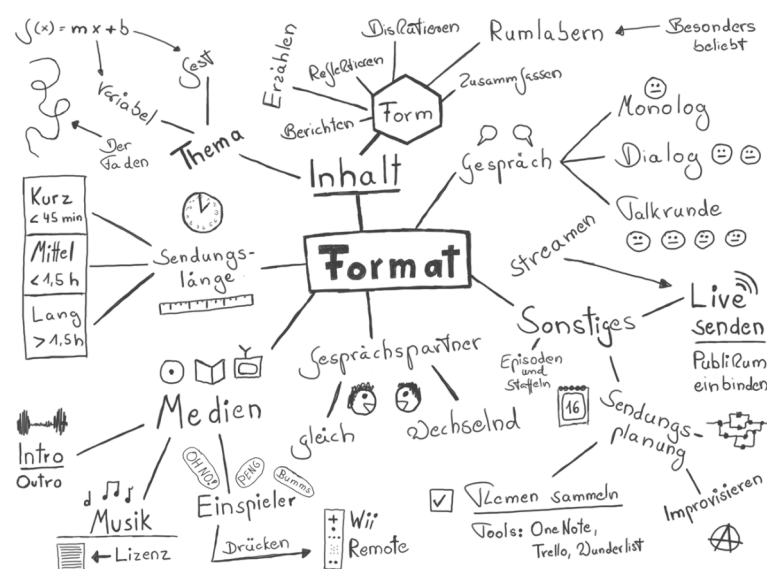 f(x) = mx+b
fest
variabel
Der
Faden
Thema
Erzählen
Diskutieren
Reflektieren
Berichten
Form
Rumlabern
Besonders
beliebt
Zusammfassen
Inhalt
Gespräch
Monolog
Dialog
Talkrunde
Kurz
< 45 min
Mittel
< 1,5 h
Lang
> 1,5 h
Sendungs-
länge
Format
Streamen
Live
senden
Publikum
einbinden
Sonstiges
Episoden
und
Staffeln
Gesprächspartner
gleich
Wechselnd
Medien
Intro
Outro
Musik
Lizenz
OH NO!
PENG
Bumms
Einspieler
Drücken
Wii
Remote
16
Sendungs-
planung
Themen sammeln
Tools: OneNote,
Trello, Wunderlist
Improvisieren